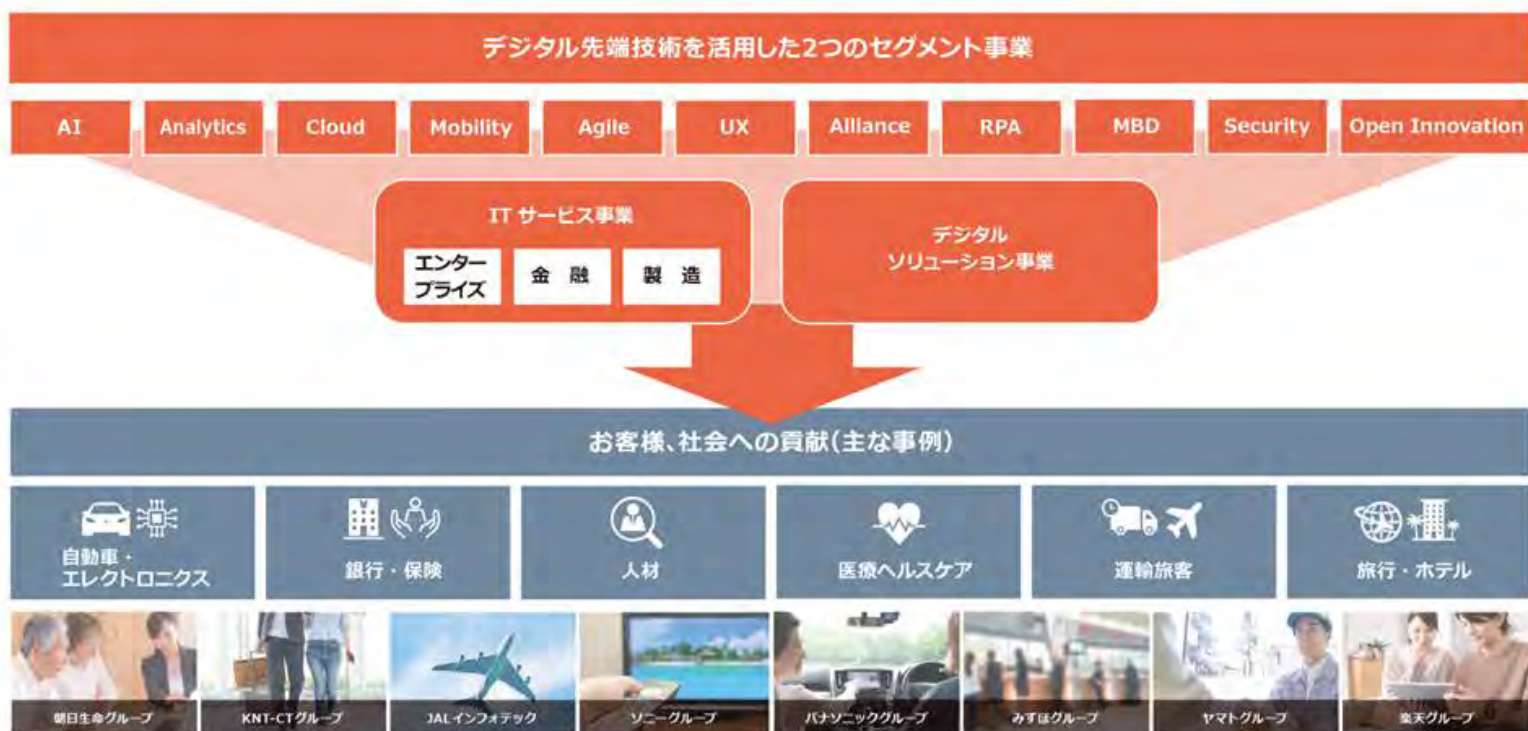 デジタル先端技術を活用した2つのセグメント事業
AI
Analytics
Cloud
Mobility
Agile
UX
Alliance
RPA
MBD
Security
Open Innovation
IT サービス事業
エンター
プライズ
金 融
製 造
デジタル
ソリューション事業
お客様、社会への貢献(主な事例)
自動車・
エレクトロニクス
銀行・保険
人材
医療ヘルスケア
運輸旅客
旅行・ホテル
朝日生命グループ
KNT-CTグループ
JALインフォテック
ソニーグループ
パナソニックグループ
みずほグループ
ヤマトグループ
楽天グループ